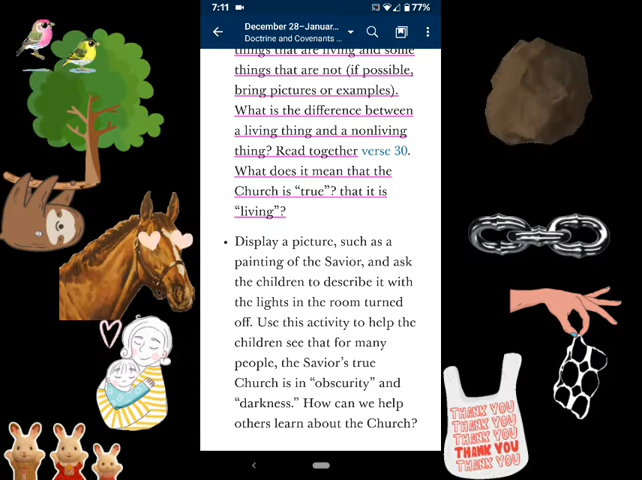 7:11
77%
December 28–Januar...
Doctrine and Covenants ...
things that are living and some
things that are not (if possible,
bring pictures or examples).
What is the difference between
a living thing and a nonliving
thing? Read together verse 30.
What does it mean that the
Church is “true”? that it is
“living”?
• Display a picture, such as a
painting of the Savior, and ask
the children to describe it with
the lights in the room turned
off. Use this activity to help the
children see that for many
people, the Savior’s true
Church is in “obscurity” and
“darkness.” How can we help
others learn about the Church?
THANK YOU
THANK YOU
THANK YOU
THANK YOU
THANK YOU